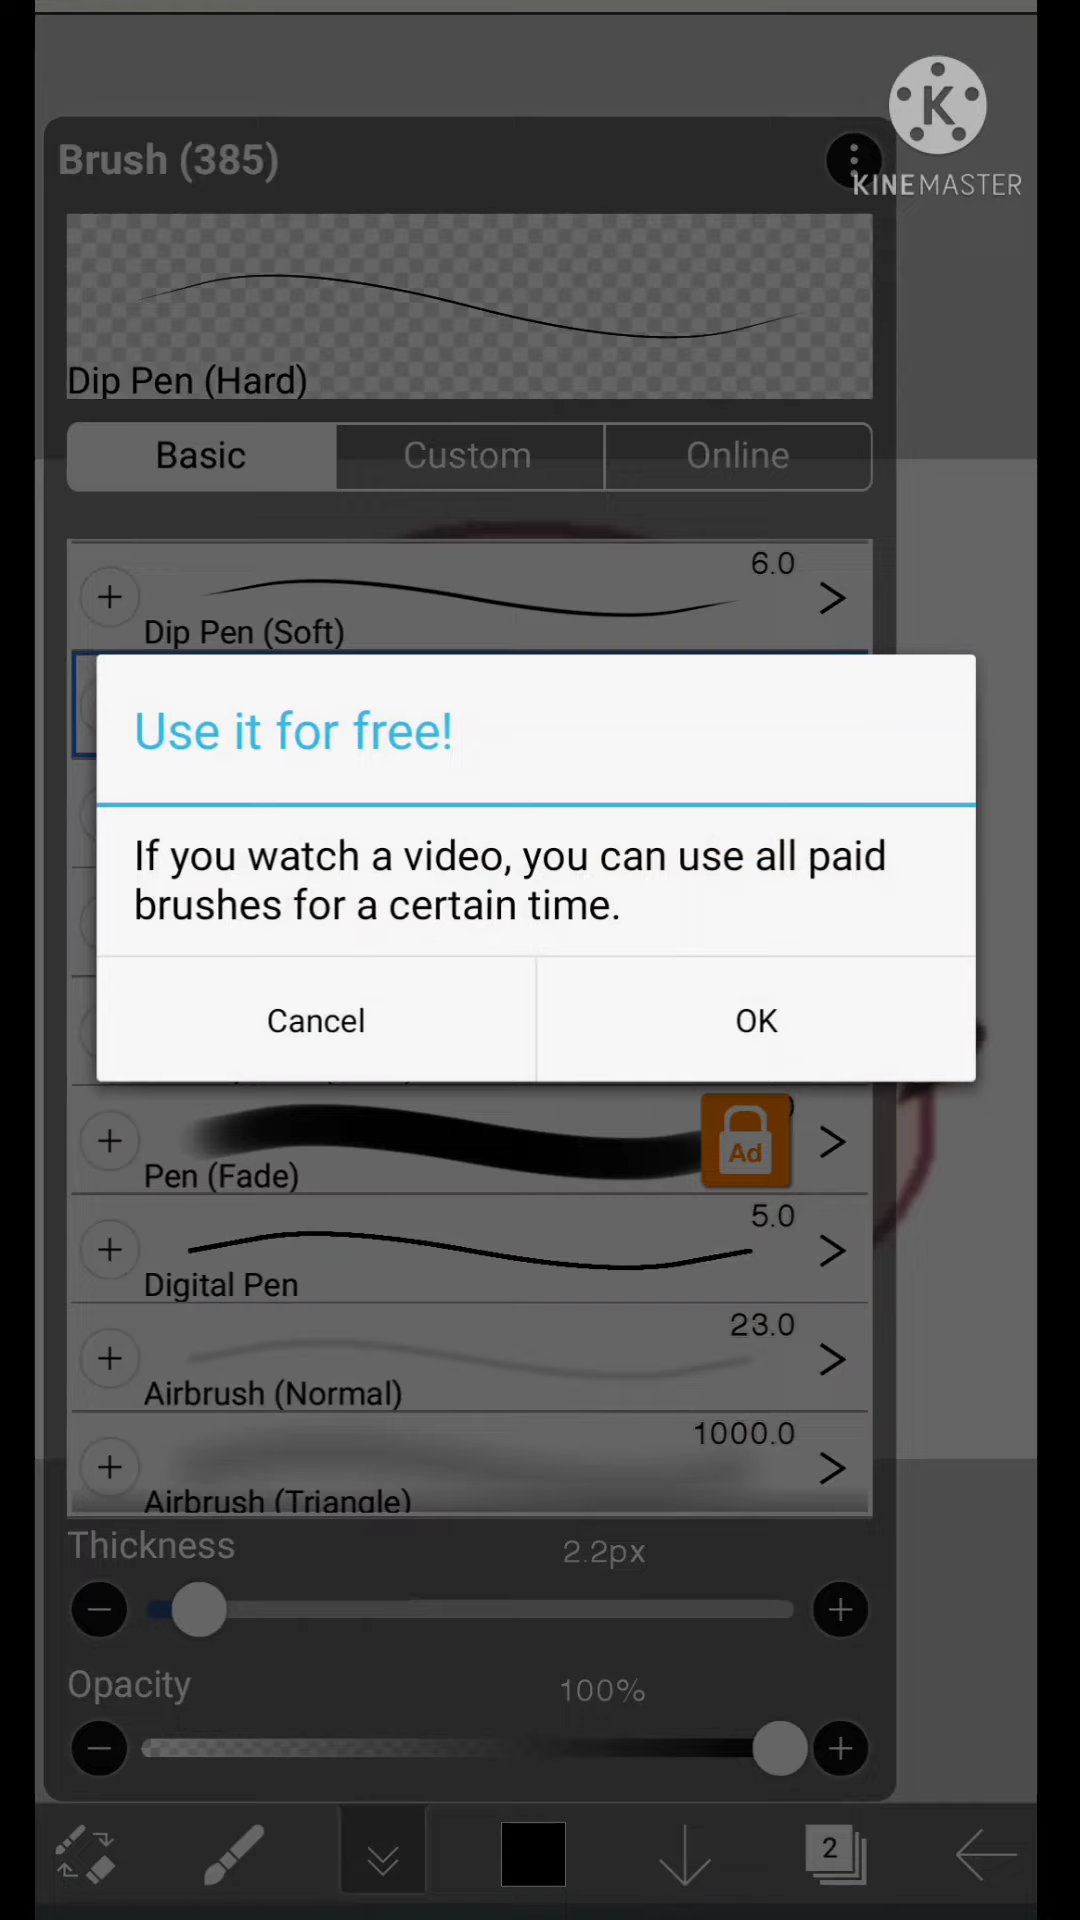 KINEMASTER
Brush (385)
Dip Pen (Hard)
Basic
Custom
Online
6.0
Dip Pen (Soft)
Use it for free!
If you watch a video, you can use all paid
brushes for a certain time.
Cancel
OK
Ad
Pen (Fade)
5.0
Digital Pen
23.0
Airbrush (Normal)
1000.0
Airbrush (Triangle)
Thickness
2.2px
Opacity
100%
2